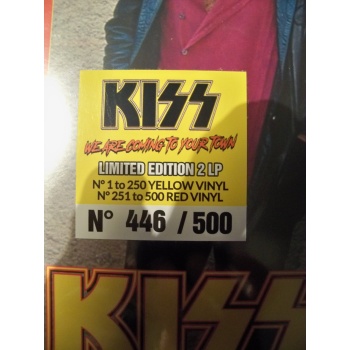 KISS
WE ARE COMING TO YOUR TOWN
LIMITED EDITION 2 LP
N° 1 to 250 YELLOW VINYL
N° 251 to 500 RED VINYL
N° 446 / 500
KISS